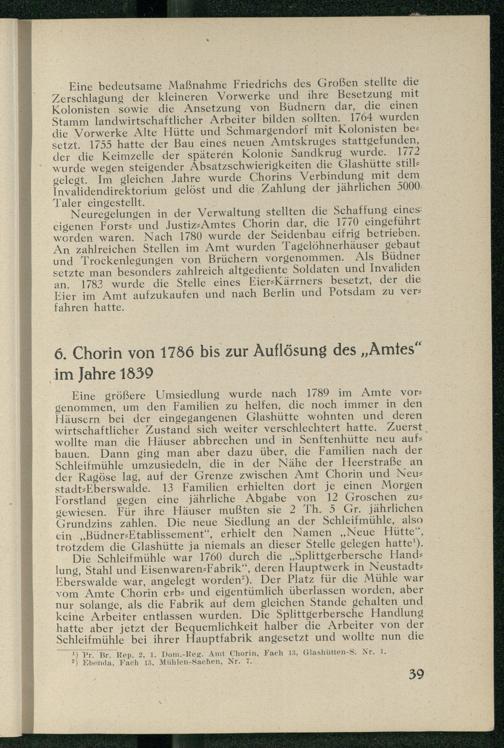 Eine bedeutsame Maßnahme Friedrichs des Großen stellte die
Zerschlagung der kleineren Vorwerke und ihre Besetzung mit
Kolonisten sowie die Ansetzung von Büdnern dar, die einen
Stamm landwirtschaftlicher Arbeiter bilden sollten. 1764 wurden
die Vorwerke Alte Hütte und Schmargendorf mit Kolonisten be-
setzt. 1755 hatte der Bau eines neuen Amtskruges stattgefunden,
der die Keimzelle der späteren Kolonie Sandkrug wurde. 1772
wurde wegen steigender Absatzschwierigkeiten die Glashütte still-
gelegt. Im gleichen Jahre wurde Chorins Verbindung mit dem
Invalidendirektorium gelöst und die Zahlung der jährlichen 5000
Taler eingestellt.
Neuregelungen in der Verwaltung stellten die Schaffung eines
eigenen Forst- und Justiz-Amtes Chorin dar, die 1770 eingeführt
worden waren. Nach 1780 wurde der Seidenbau eifrig betrieben.
An zahlreichen Stellen im Amt wurden Tagelöhnerhäuser gebaut
und Trockenlegungen von Brüchern vorgenommen. Als Büdner
setzte man besonders zahlreich altgediente Soldaten und Invaliden
an. 1783 wurde die Stelle eines Eier-Kärrners besetzt, der die
Eier im Amt aufzukaufen und nach Berlin und Potsdam zu ver-
fahren hatte.
6. Chorin von 1786 bis zur Auflösung des „Amtes“
im Jahre 1839
Eine größere Umsiedlung wurde nach 1789 im Amte vor-
genommen, um den Familien zu helfen, die noch immer in den
Häusern bei der eingegangenen Glashütte wohnten und deren
wirtschaftlicher Zustand sich weiter verschlechtert hatte. Zuerst
wollte man die Häuser abbrechen und in Senftenhütte neu auf-
bauen. Dann ging man aber dazu über, die Familien nach der
Schleifmühle umzusiedeln, die in der Nähe der Heerstraße an
der Ragöse lag, auf der Grenze zwischen Amt Chorin und Neu-
stadt-Eberswalde. 13 Familien erhielten dort je einen Morgen
Forstland gegen eine jährliche Abgabe von 12 Groschen zu-
gewiesen. Für ihre Häuser mußten sie 2 Th. 5 Gr. jährlichen
Grundzins zahlen. Die neue Siedlung an der Schleifmühle, also
ein „Büdner-Etablissement“, erhielt den Namen „Neue Hütte“,
trotzdem die Glashütte ja niemals an dieser Stelle gelegen hatte¹).
Die Schleifmühle war 1760 durch die „Splittgerbersche Hand-
lung, Stahl und Eisenwaren-Fabrik“, deren Hauptwerk in Neustadt-
Eberswalde war, angelegt worden²). Der Platz für die Mühle war
vom Amte Chorin erb- und eigentümlich überlassen worden, aber
nur solange, als die Fabrik auf dem gleichen Stande gehalten und
keine Arbeiter entlassen wurden. Die Splittgerbersche Handlung
hatte aber jetzt der Bequemlichkeit halber die Arbeiter von der
Schleifmühle bei ihrer Hauptfabrik angesetzt und wollte nun die
¹) Pr. Br. Rep. 2, 1. Dom.-Reg. Amt Chorin, Fach 13, Glashütten-S. Nr. 1.
²) Ebenda, Fach 13, Mühlen-Sachen, Nr. 7.
39